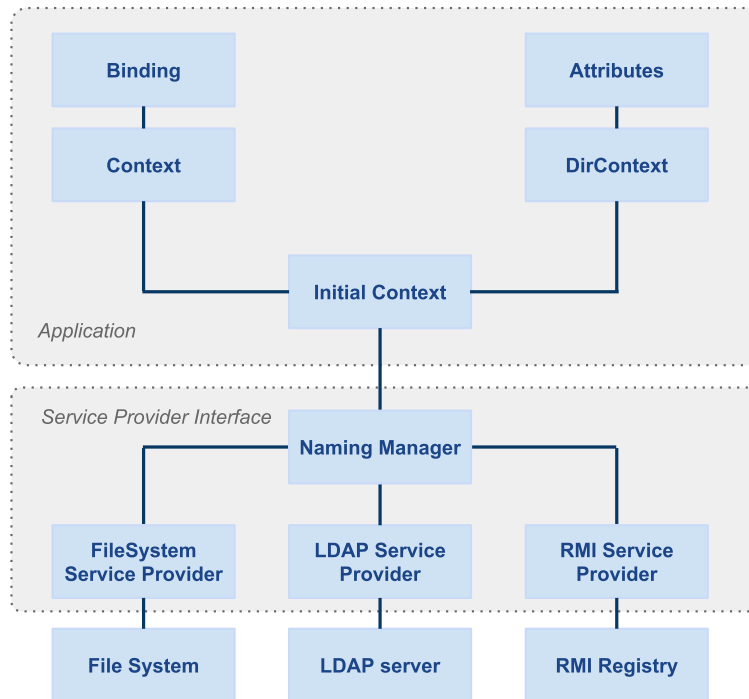 Binding
Attributes
Context
DirContext
Initial Context
Application
Service Provider Interface
Naming Manager
FileSystem
Service Provider
LDAP Service
Provider
RMI Service
Provider
File System
LDAP server
RMI Registry